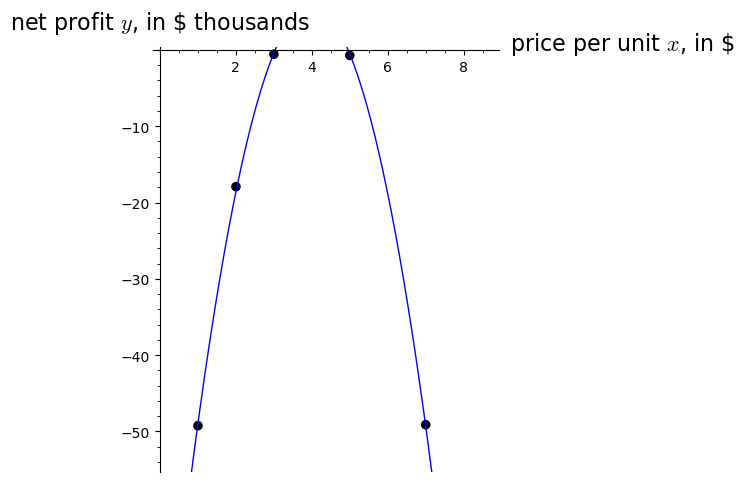 net profit y, in $ thousands
price per unit x, in $
2 4 6 8
−10
−20
−30
−40
−50